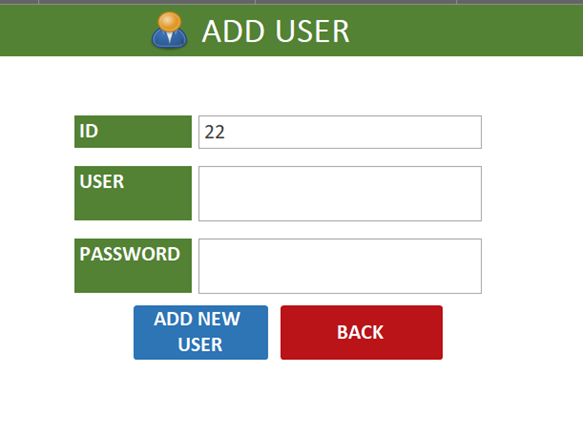 ADD USER
ID
22
USER
PASSWORD
ADD NEW
USER
BACK